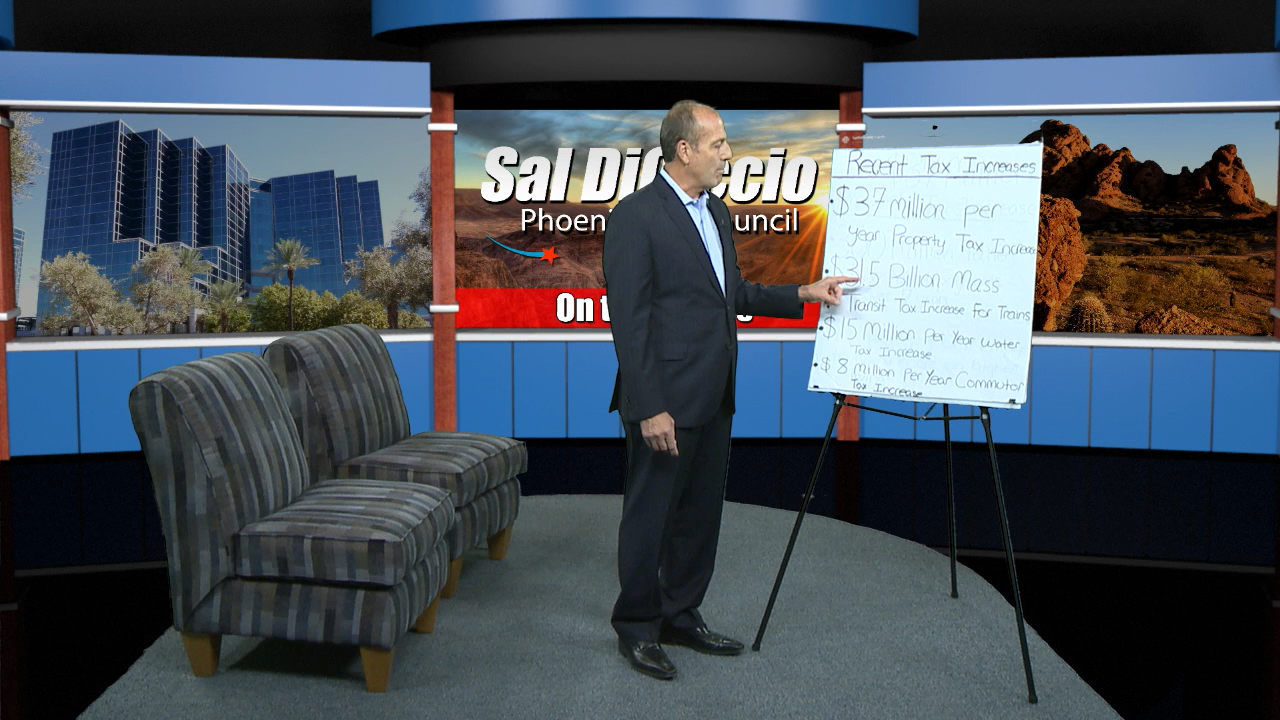 Sal
On
Recent Tax Increases
$37 million per
year Property Tax Increase
$31.5 Billion Mass
Transit Tax Increase For Trains
$15 Million Per Year Water
Tax Increase
$ 8 million Per Year Commuter
Tax Increase